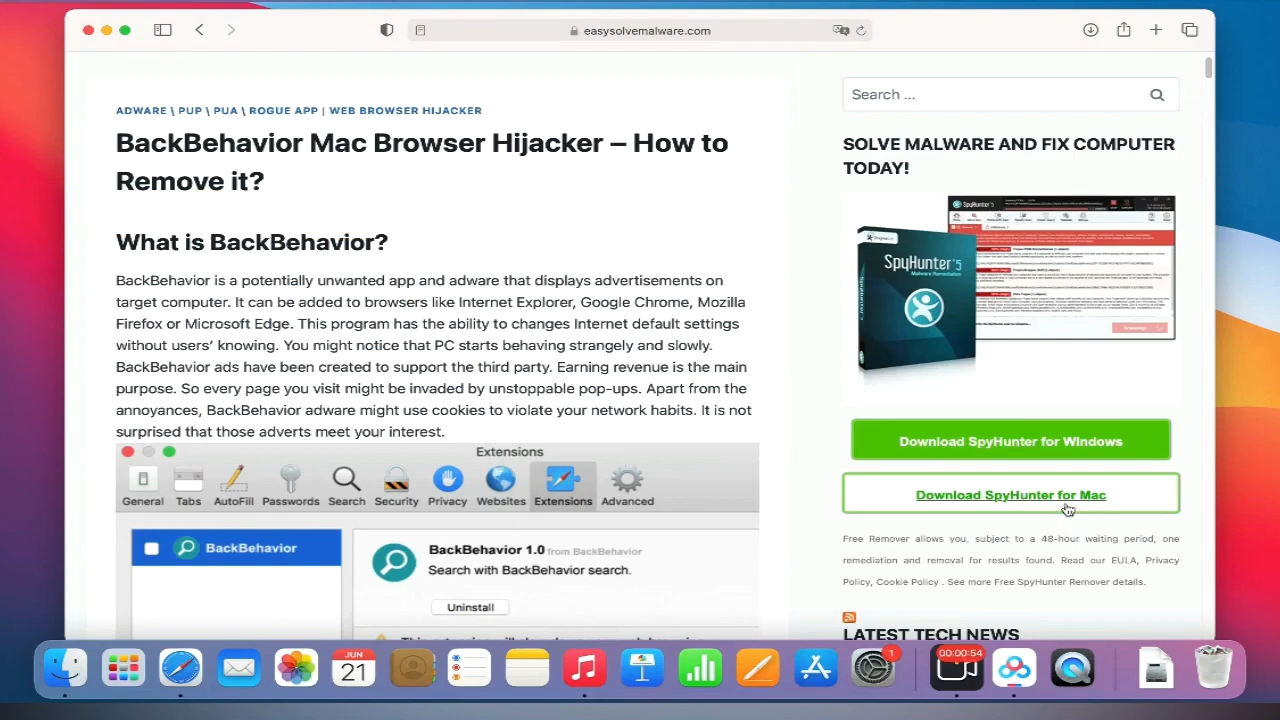 easysolvemalware.com
ADWARE \ PUP \ PUA \ ROGUE APP | WEB BROWSER HIJACKER
BackBehavior Mac Browser Hijacker – How to
Remove it?
What is BackBehavior?
BackBehavior is a potential unwanted app and adware that displays advertisements on
target computer. It can be added to browsers like Internet Explorer, Google Chrome, Mozilla
Firefox or Microsoft Edge. This program has the ability to changes Internet default settings
without users’ knowing. You might notice the PC starts behaving strangely and slowly.
BackBehavior ads have been created to support the third party. Earning revenue is the main
purpose. So every page you visit might be invaded by unstoppable pop-ups. Apart from the
annoyances, BackBehavior adware might use cookies to violate your network habits. It is not
surprised that those adverts meet your interest.
Extensions
General Tabs AutoFill Passwords Search Security Privacy Websites Extensions Advanced
BackBehavior
BackBehavior 1.0 from BackBehavior
Search with BackBehavior search.
Uninstall
Search ...
SOLVE MALWARE AND FIX COMPUTER
TODAY!
SpyHunter 5
SpyHunter 5
Malware Remediation
Download SpyHunter for Windows
Download SpyHunter for Mac
Free Remover allows you, subject to a 48-hour waiting period, one
remediation and removal for results found. Read our EULA, Privacy
Policy, Cookie Policy . See more Free SpyHunter Remover details.
LATEST TECH NEWS
JUN
21
1
00:00:54